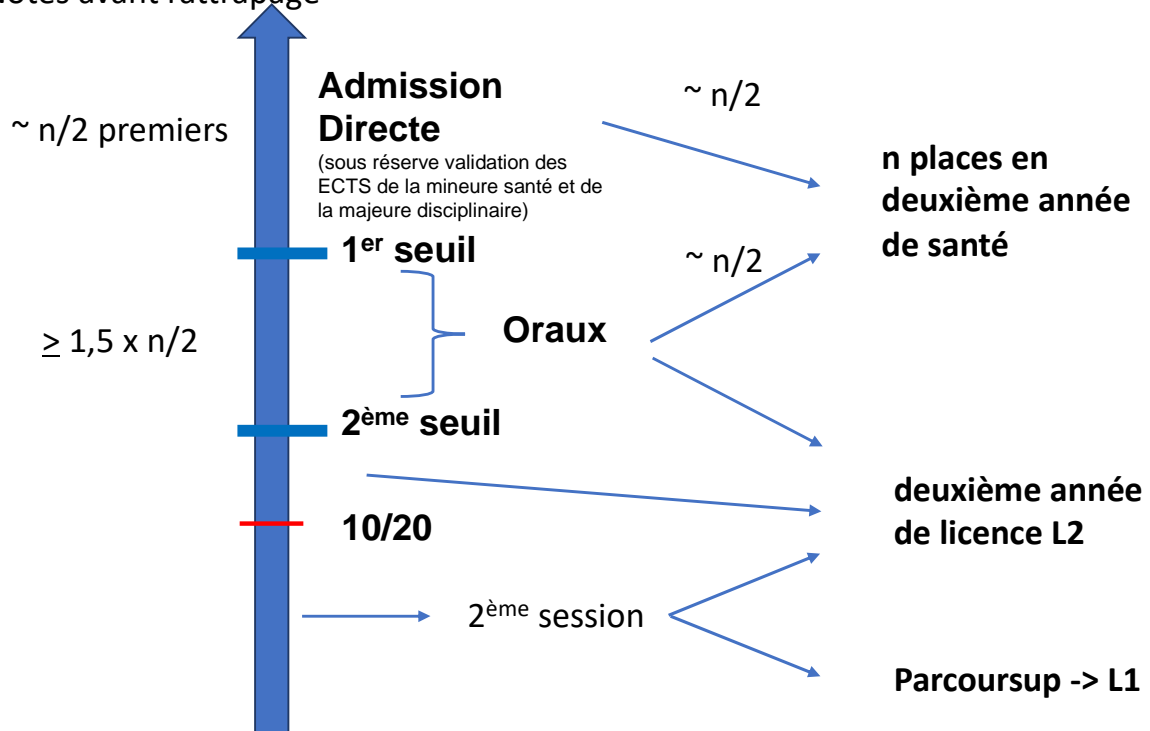 avant rattrapage
~ n/2 premiers
Admission
Directe
(sous réserve validation des
ECTS de la mineure santé et de
la majeure disciplinaire)
~ n/2
n places en
deuxième année
de santé
1er seuil
~ n/2
≥ 1,5 x n/2
Oraux
2ème seuil
deuxième année
de licence L2
10/20
2ème session
Parcoursup -> L1